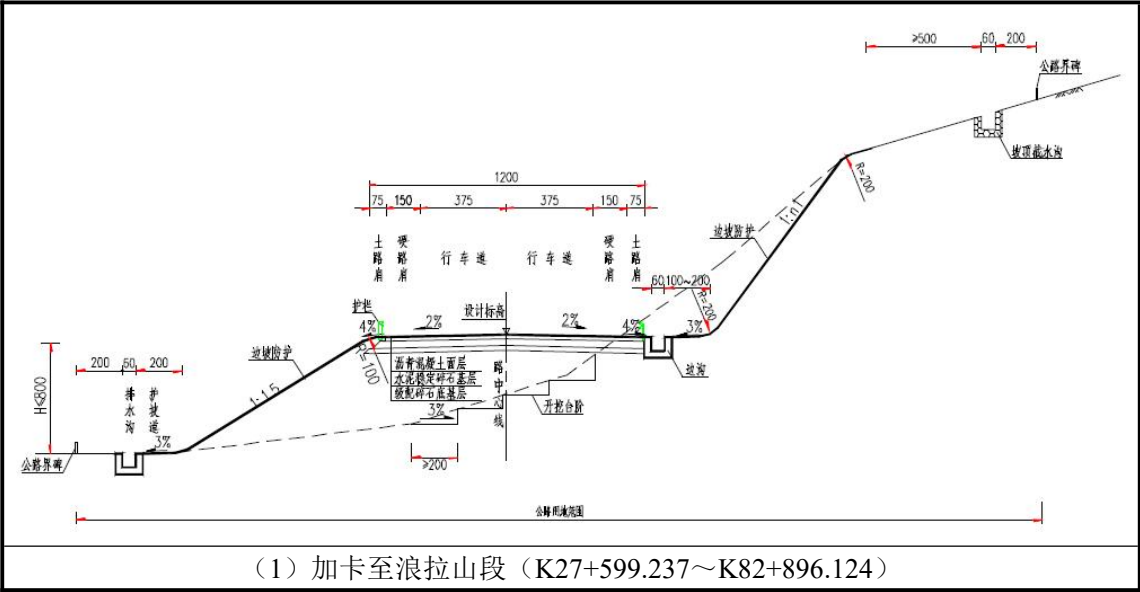 ≥500 60 200
公路界碑
坡顶截水沟
R=200
1200
75 150 375 375 150 75
土路肩 硬路肩 行车道 行车道 硬路肩 土路肩
1:n1
边坡防护
60 100~200
R=200
护栏 设计标高
4% 2% 2% 4% 3%
边沟
R=100
沥青混凝土面层
水泥稳定碎石基层
级配碎石底基层
路中心线
开挖台阶
3%
≥200
边坡防护
1:1.5
200 60 200
H≤800
排水沟 护坡道
3%
公路界碑
公路用地范围
（1）加卡至浪拉山段（K27+599.237～K82+896.124）